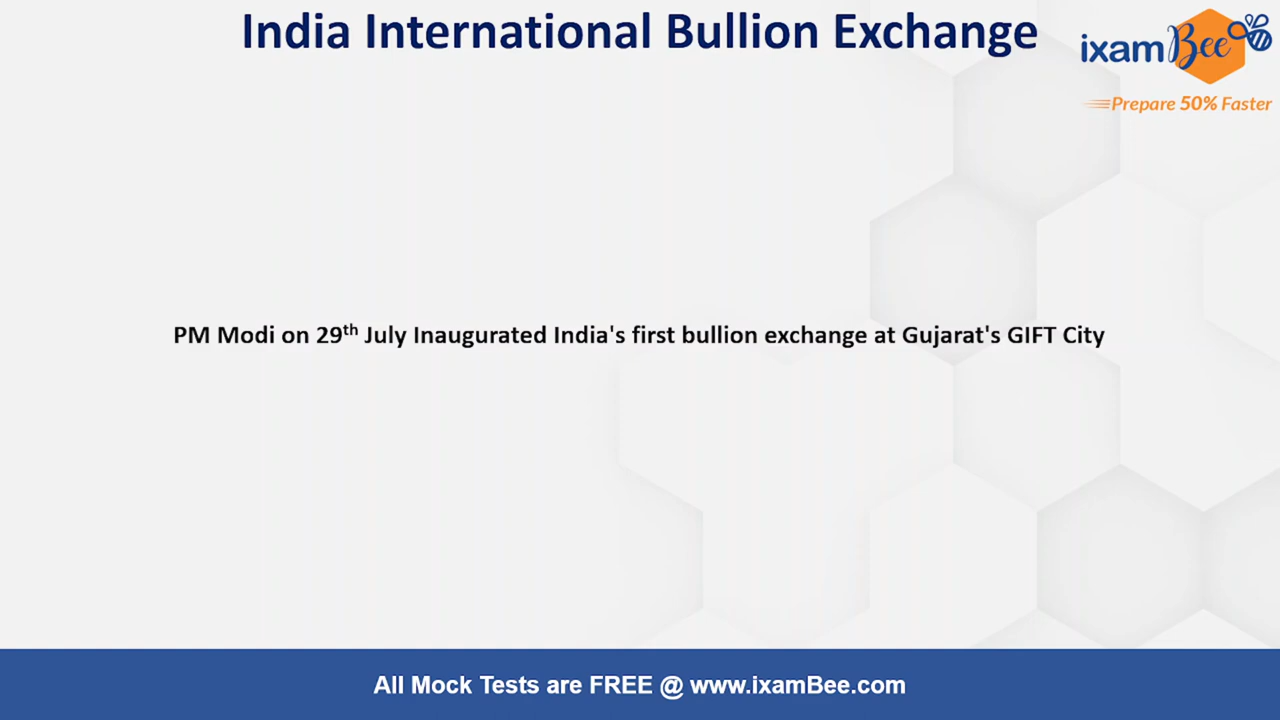 India International Bullion Exchange
ixamBee
Prepare 50% Faster
PM Modi on 29th July Inaugurated India's first bullion exchange at Gujarat's GIFT City
All Mock Tests are FREE @ www.ixamBee.com